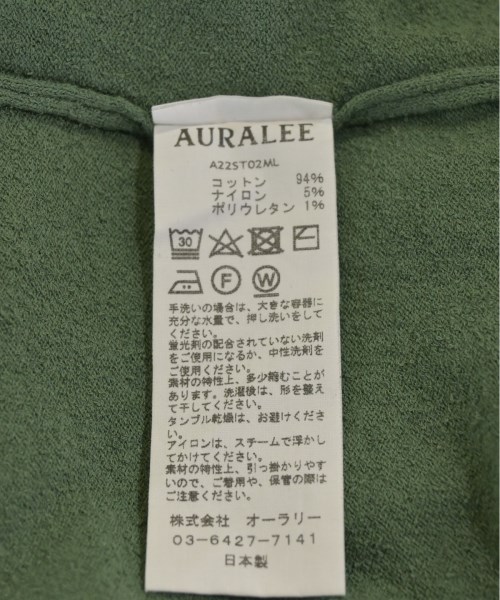 AURALEE
A22ST02ML
コットン 94%
ナイロン 5%
ポリウレタン 1%
30
F W
手洗いの場合は、大きな容器に
充分な水量で、押し洗いをして
ください。
蛍光剤の配合されていない洗剤
をご使用になるか、中性洗剤を
ご使用ください。
素材の特性上、多少縮むことが
あります。洗濯後は、形を整え
て干してください。
タンブル乾燥は、お避けくださ
い。
アイロンは、スチームで浮かし
てかけてください。
素材の特性上、引っ掛かりやす
いので、ご着用や、保管の際は
ご注意ください。
株式会社 オーラリー
03-6427-7141
日本製